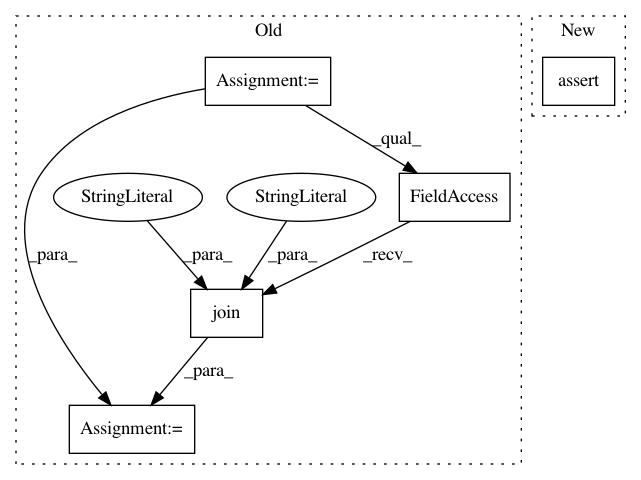 Old
New
Assignment:=
assert
_qual_
StringLiteral
StringLiteral
FieldAccess
_para_
_para_
_para_
_recv_
join
_para_
Assignment:=